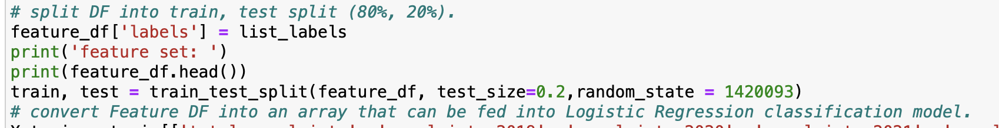 # split DF into train, test split (80%, 20%).
feature_df['labels'] = list_labels
print('feature set: ')
print(feature_df.head())
train, test = train_test_split(feature_df, test_size=0.2,random_state = 1420093)
# convert Feature DF into an array that can be fed into Logistic Regression classification model.